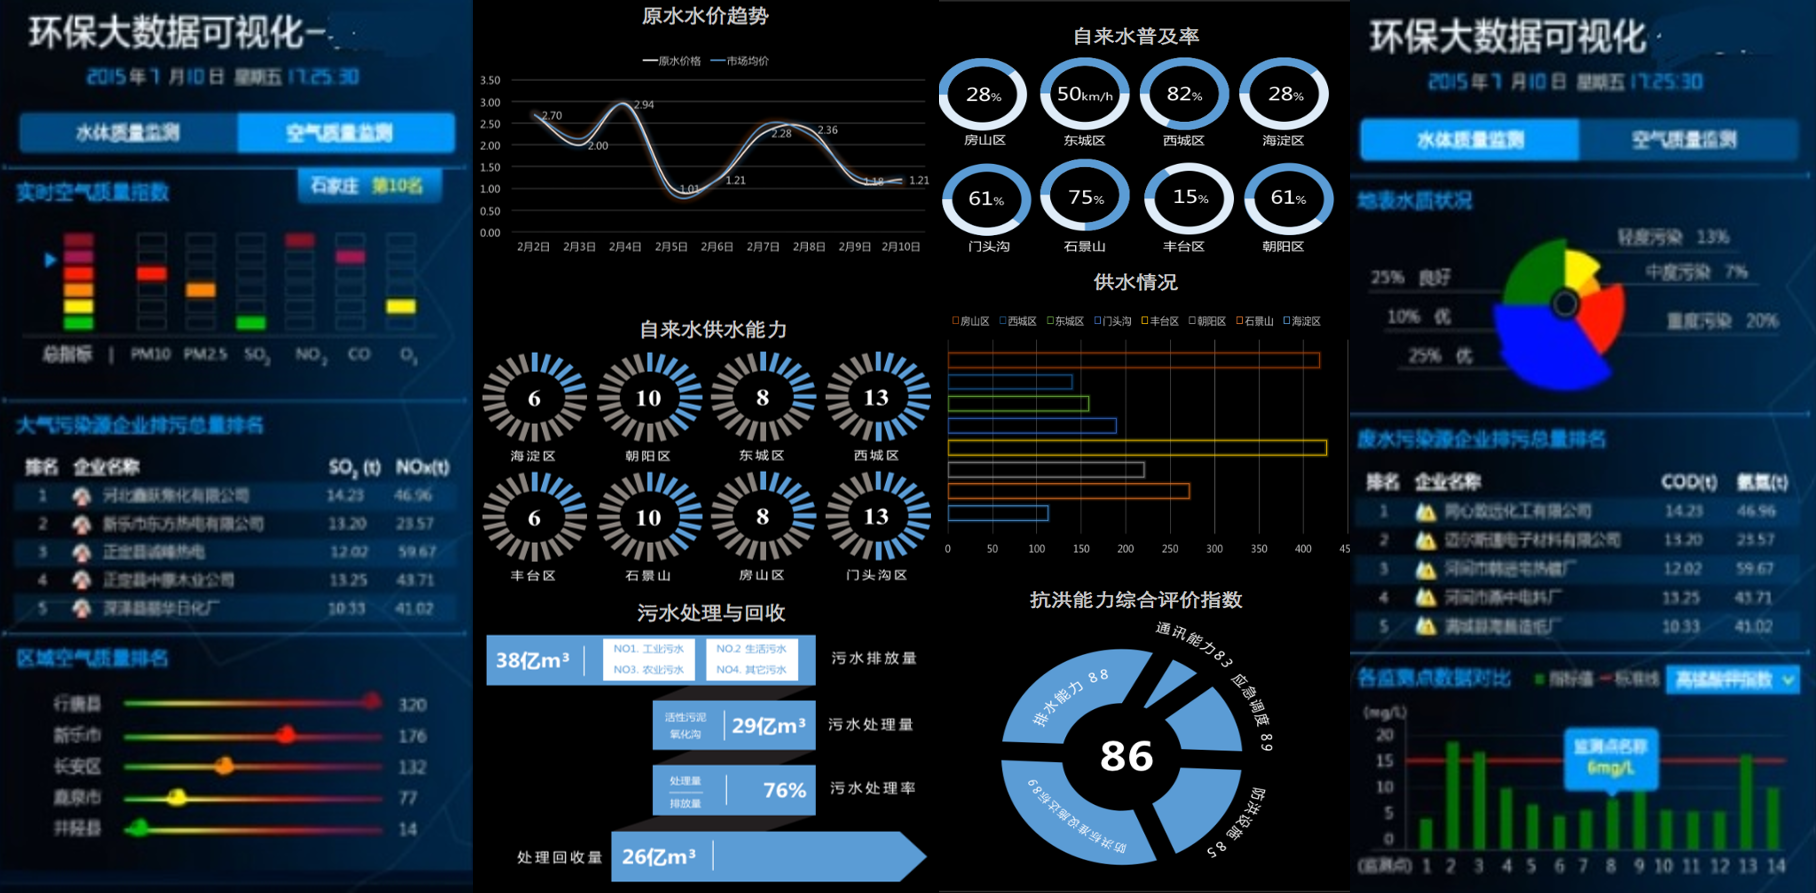 环保大数据可视化
2015年7月10日 星期五 17:25:30
水体质量监测 空气质量监测
实时空气质量指数
石家庄 第10名
总指标 | PM10 PM2.5 SO₂ NO₂ CO O₃
大气污染源企业排污总量排名
排名 企业名称 SO₂ (t) NOx(t)
1 河北鑫跃焦化有限公司 14.23 46.96
2 新乐市东方热电有限公司 13.20 23.57
3 正定县诚峰热电 12.02 59.67
4 正定县中原木业公司 13.25 43.71
5 深泽县丽华日化厂 10.33 41.02
区域空气质量排名
行唐县 320
新乐市 176
长安区 132
鹿泉市 77
井陉县 14
原水水价趋势
原水价格 市场均价
3.50
3.00
2.50
2.00
1.50
1.00
0.50
0.00
2.70 2.00 2.94 1.01 1.21 2.28 2.36 1.18 1.21
2月2日 2月3日 2月4日 2月5日 2月6日 2月7日 2月8日 2月9日 2月10日
自来水供水能力
6 10 8 13
海淀区 朝阳区 东城区 西城区
6 10 8 13
丰台区 石景山 房山区 门头沟区
污水处理与回收
38亿m³
NO1. 工业污水 NO.2 生活污水
NO3. 农业污水 NO4. 其它污水
污水排放量
活性污泥
氧化沟
29亿m³
污水处理量
处理量
排放量
76%
污水处理率
处理回收量
26亿m³
自来水普及率
28% 50km/h 82% 28%
房山区 东城区 西城区 海淀区
61% 75% 15% 61%
门头沟 石景山 丰台区 朝阳区
供水情况
房山区 西城区 东城区 门头沟 丰台区 朝阳区 石景山 海淀区
0 50 100 150 200 250 300 350 400 45
抗洪能力综合评价指数
通讯能力83
应急调度 89
排水能力 88
86
防洪标准设施达标89
防洪设施 85
环保大数据可视化
2015年7月10日 星期五 17:25:30
水体质量监测 空气质量监测
地表水质状况
轻度污染 13%
25% 良好
中度污染 7%
10% 优
重度污染 20%
25% 优
废水污染源企业排污总量排名
排名 企业名称 COD(t) 氨氮(t)
1 同心致远化工有限公司 14.23 46.96
2 迈尔斯通电子材料有限公司 13.20 23.57
3 河间市韩进宅热镀厂 12.02 59.67
4 河间市燕中电料厂 13.25 43.71
5 满城县海昌造纸厂 10.33 41.02
各监测点数据对比
指标值 标准线 高锰酸钾指数
(mg/L)
20
15
10
5
0
监测点名称
6mg/L
(监测点) 1 2 3 4 5 6 7 8 9 10 11 12 13 14